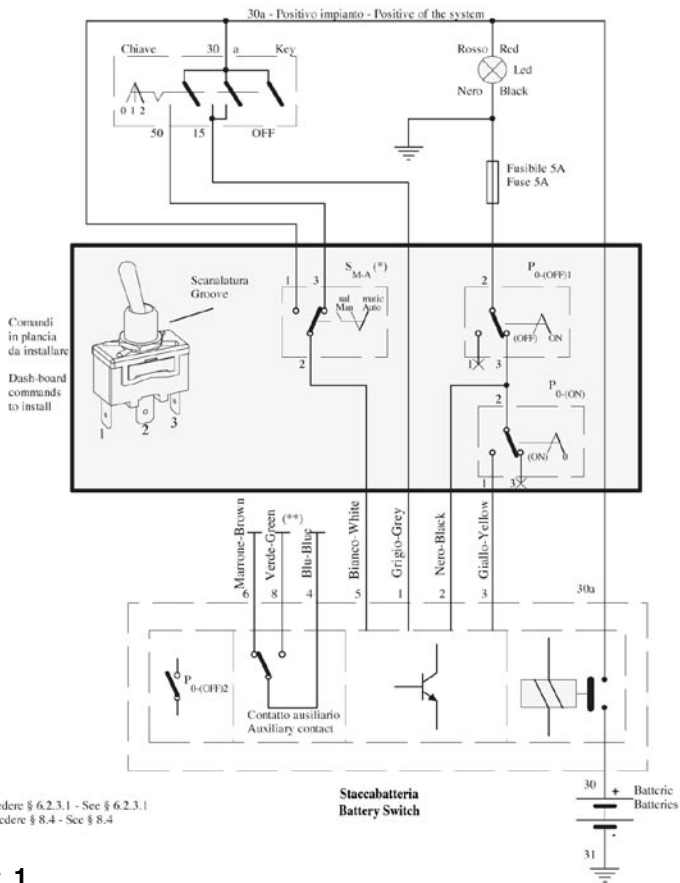 30a - Positivo impianto - Positive of the system
Chiave 30 a Key
0 1 2
50 15 OFF
Rosso Red
Led
Nero Black
Fusibile 5A
Fuse 5A
Scanalatura
Groove
Comandi
in plancia
da installare
Dash-board
commands
to install
1 2 3
1 3 S M-A (*)
ual matic
Man Auto
2
2 P 0-(OFF)1
(OFF) ON
1 3
2 P 0-(ON)
(ON) 0
1 3
Marrone-Brown
Verde-Green
(**)
Blu-Blue
Bianco-White
Grigio-Grey
Nero-Black
Giallo-Yellow
6 8 4 5 1 2 3 30a
P 0-(OFF)2
Contatto ausiliario
Auxiliary contact
Staccabatteria
Battery Switch
30 + Batterie
Batteries
-
31
edere § 6.2.3.1 - See § 6.2.3.1
edere § 8.4 - See § 8.4
1